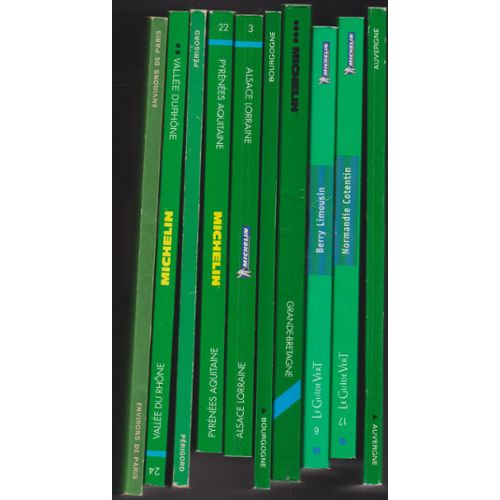 ENVIRONS DE PARIS
ENVIRONS DE PARIS
VALLÉE DU RHÔNE
MICHELIN
VALLÉE DU RHÔNE
24
PÉRIGORD
PÉRIGORD
22
PYRÉNÉES AQUITAINE
MICHELIN
PYRÉNÉES AQUITAINE
3
ALSACE LORRAINE
MICHELIN
ALSACE LORRAINE
BOURGOGNE
BOURGOGNE
MICHELIN
GRANDE-BRETAGNE
MICHELIN
Berry Limousin
LE GUIDE VERT
6
MICHELIN
Normandie Cotentin
LE GUIDE VERT
17
AUVERGNE
AUVERGNE